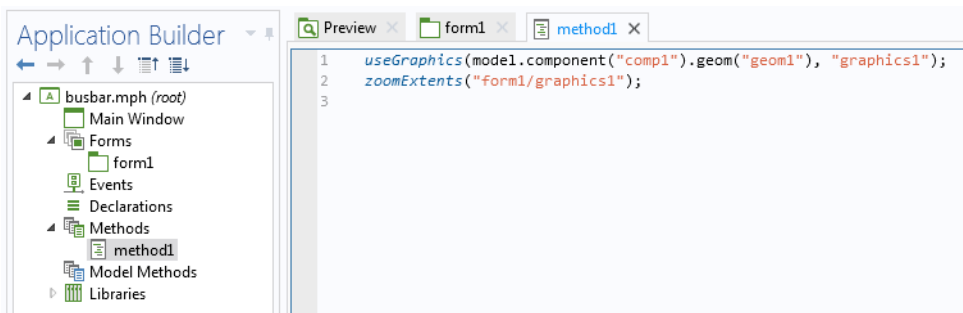 Application Builder
busbar.mph (root)
Main Window
Forms
form1
Events
Declarations
Methods
method1
Model Methods
Libraries
Preview form1 method1
1 useGraphics(model.component("comp1").geom("geom1"), "graphics1");
2 zoomExtents("form1/graphics1");
3